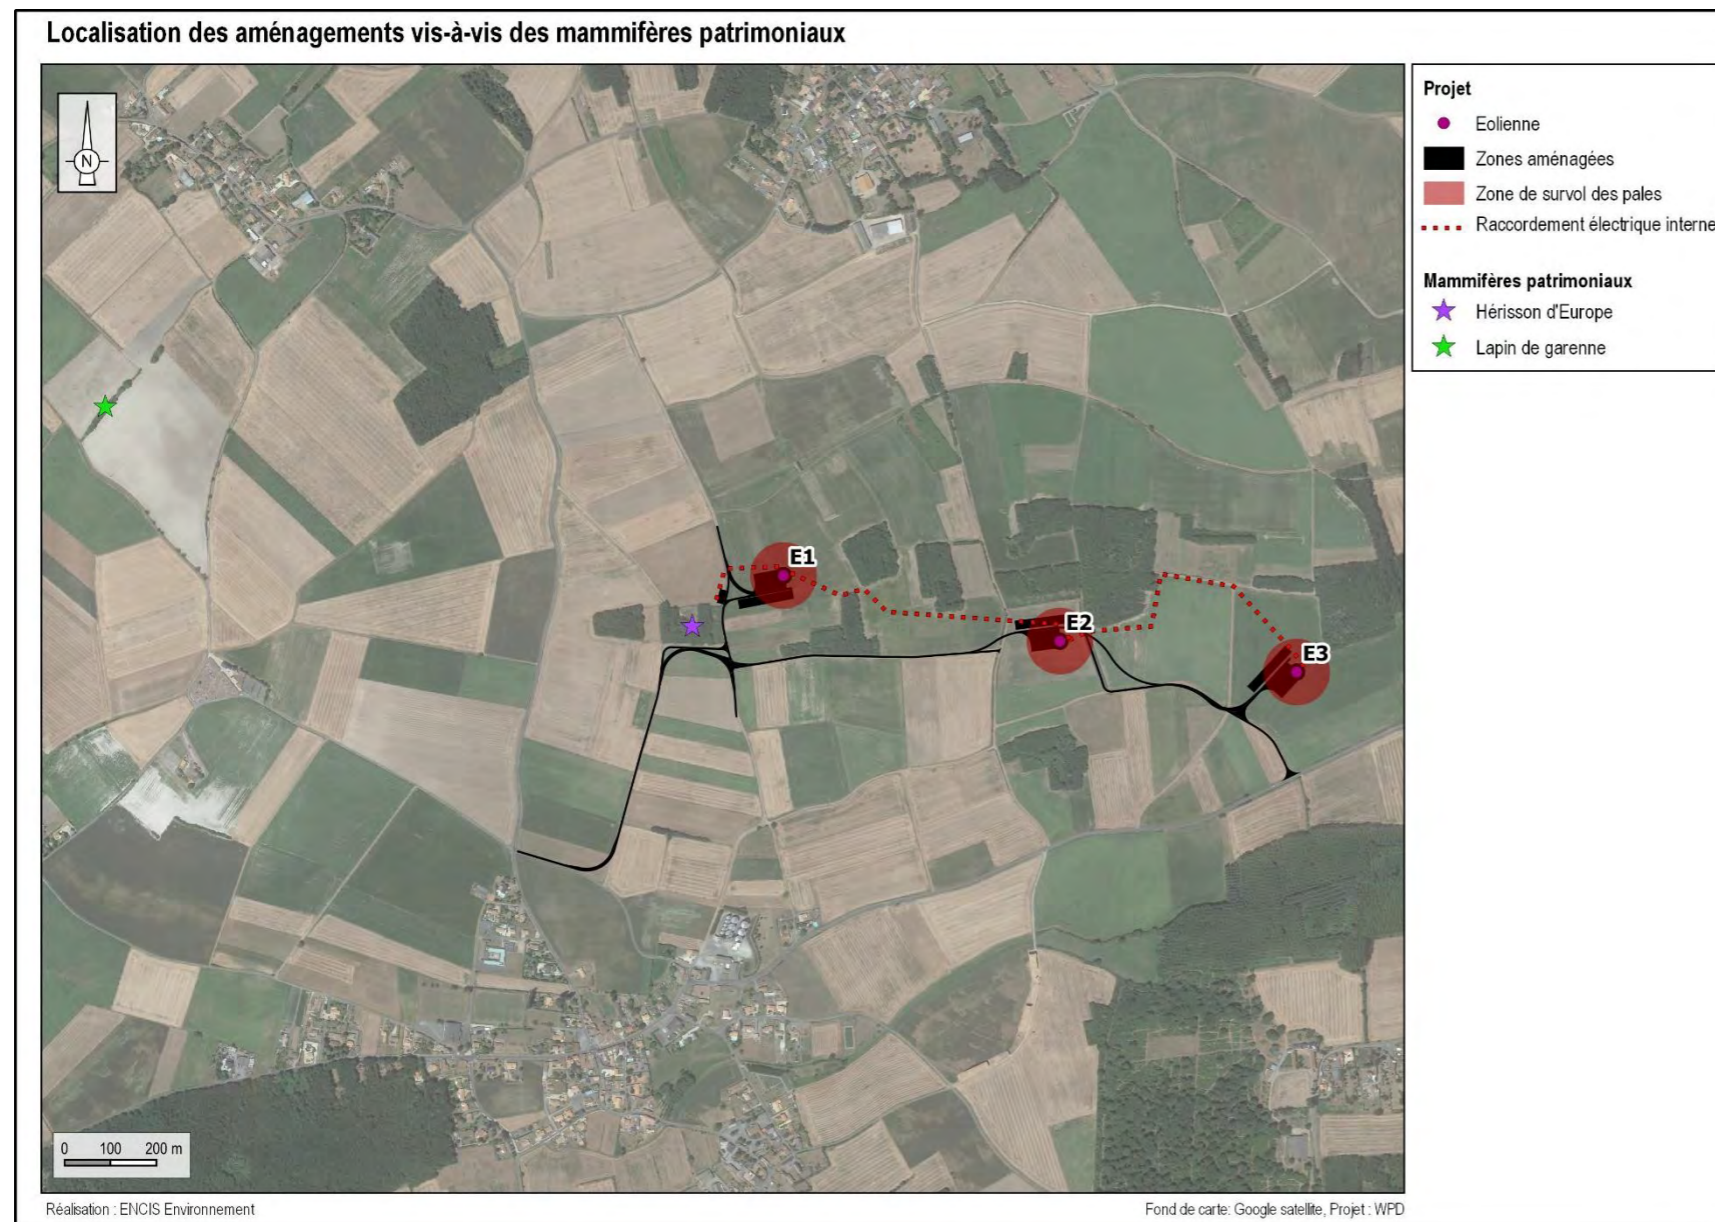 Localisation des aménagements vis-à-vis des mammifères patrimoniaux
N
Projet
Eolienne
Zones aménagées
Zone de survol des pales
Raccordement électrique interne
Mammifères patrimoniaux
Hérisson d'Europe
Lapin de garenne
E1
E2
E3
0 100 200 m
Réalisation : ENCIS Environnement
Fond de carte: Google satellite, Projet : WPD